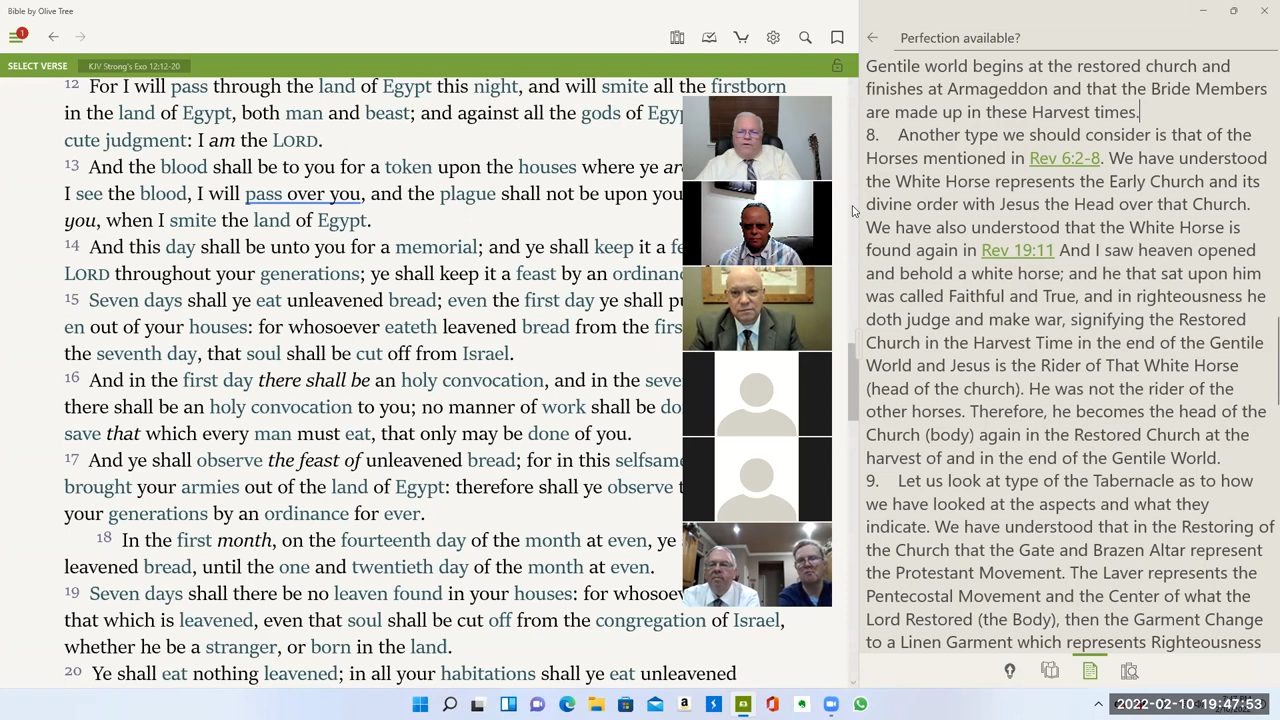 Bible by Olive Tree
1
SELECT VERSE
KJV Strong's Exo 12:12-20
12 For I will pass through the land of Egypt this night, and will smite all the firstborn
in the land of Egypt, both man and beast; and against all the gods of Egyp
cute judgment: I am the LORD.
13 And the blood shall be to you for a token upon the houses where ye are
I see the blood, I will pass over you, and the plague shall not be upon you
you, when I smite the land of Egypt.
14 And this day shall be unto you for a memorial; and ye shall keep it a fe
LORD throughout your generations; ye shall keep it a feast by an ordinanc
15 Seven days shall ye eat unleavened bread; even the first day ye shall pu
en out of your houses: for whosoever eateth leavened bread from the firs
the seventh day, that soul shall be cut off from Israel.
16 And in the first day there shall be an holy convocation, and in the seve
there shall be an holy convocation to you; no manner of work shall be do
save that which every man must eat, that only may be done of you.
17 And ye shall observe the feast of unleavened bread; for in this selfsame
brought your armies out of the land of Egypt: therefore shall ye observe t
your generations by an ordinance for ever.
18 In the first month, on the fourteenth day of the month at even, ye
leavened bread, until the one and twentieth day of the month at even.
19 Seven days shall there be no leaven found in your houses: for whosoev
that which is leavened, even that soul shall be cut off from the congregation of Israel,
whether he be a stranger, or born in the land.
20 Ye shall eat nothing leavened; in all your habitations shall ye eat unleavened
Perfection available?
Gentile world begins at the restored church and
finishes at Armageddon and that the Bride Members
are made up in these Harvest times.
8. Another type we should consider is that of the
Horses mentioned in Rev 6:2-8. We have understood
the White Horse represents the Early Church and its
divine order with Jesus the Head over that Church.
We have also understood that the White Horse is
found again in Rev 19:11 And I saw heaven opened
and behold a white horse; and he that sat upon him
was called Faithful and True, and in righteousness he
doth judge and make war, signifying the Restored
Church in the Harvest Time in the end of the Gentile
World and Jesus is the Rider of That White Horse
(head of the church). He was not the rider of the
other horses. Therefore, he becomes the head of the
Church (body) again in the Restored Church at the
harvest of and in the end of the Gentile World.
9. Let us look at type of the Tabernacle as to how
we have looked at the aspects and what they
indicate. We have understood that in the Restoring of
the Church that the Gate and Brazen Altar represent
the Protestant Movement. The Laver represents the
Pentecostal Movement and the Center of what the
Lord Restored (the Body), then the Garment Change
to a Linen Garment which represents Righteousness
2022-02-10 19:47:53